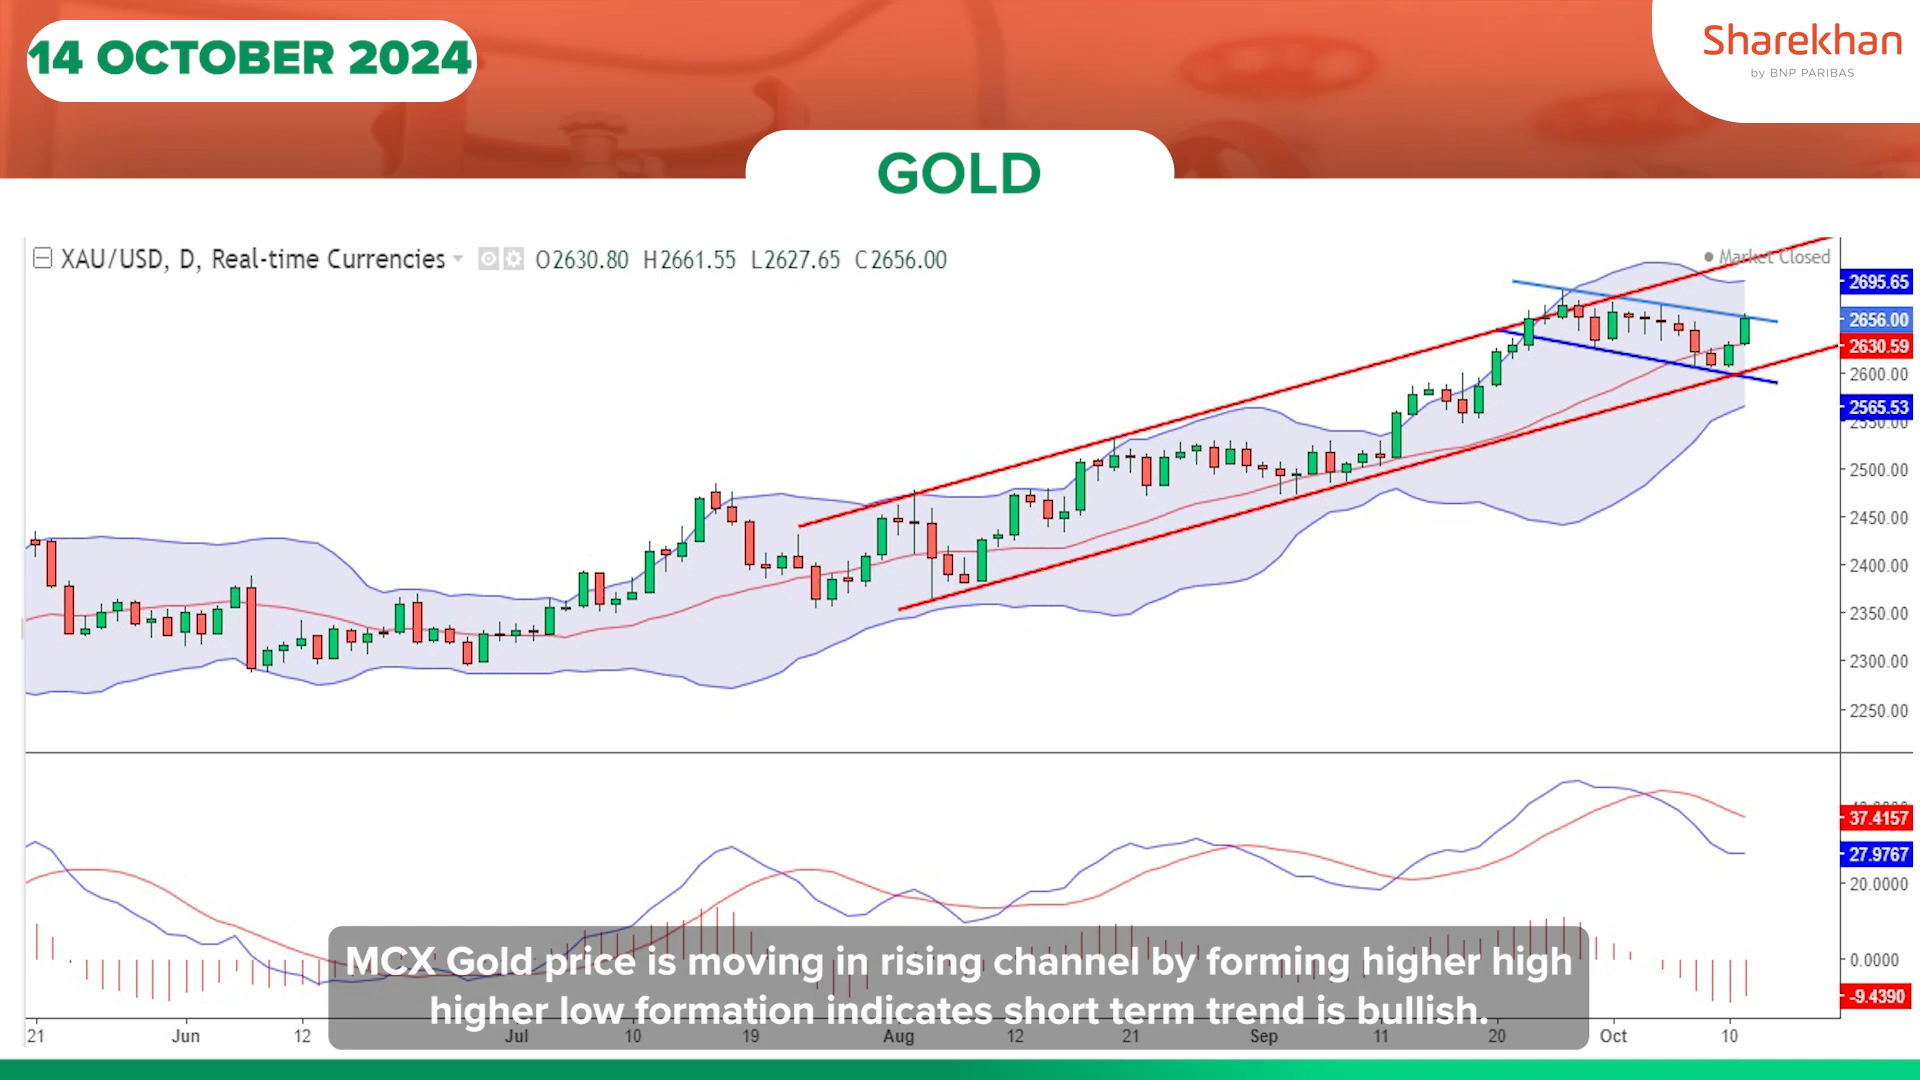 14 OCTOBER 2024
Sharekhan
by BNP PARIBAS
GOLD
XAU/USD, D, Real-time Currencies O2630.80 H2661.55 L2627.65 C2656.00
Market Closed
2695.65
2656.00
2630.59
2600.00
2565.53
2550.00
2500.00
2450.00
2400.00
2350.00
2300.00
2250.00
37.4157
27.9767
20.0000
0.0000
-9.4390
MCX Gold price is moving in rising channel by forming higher high
higher low formation indicates short term trend is bullish.
21 Jun 12 Jul 10 19 Aug 12 21 Sep 11 20 Oct 10